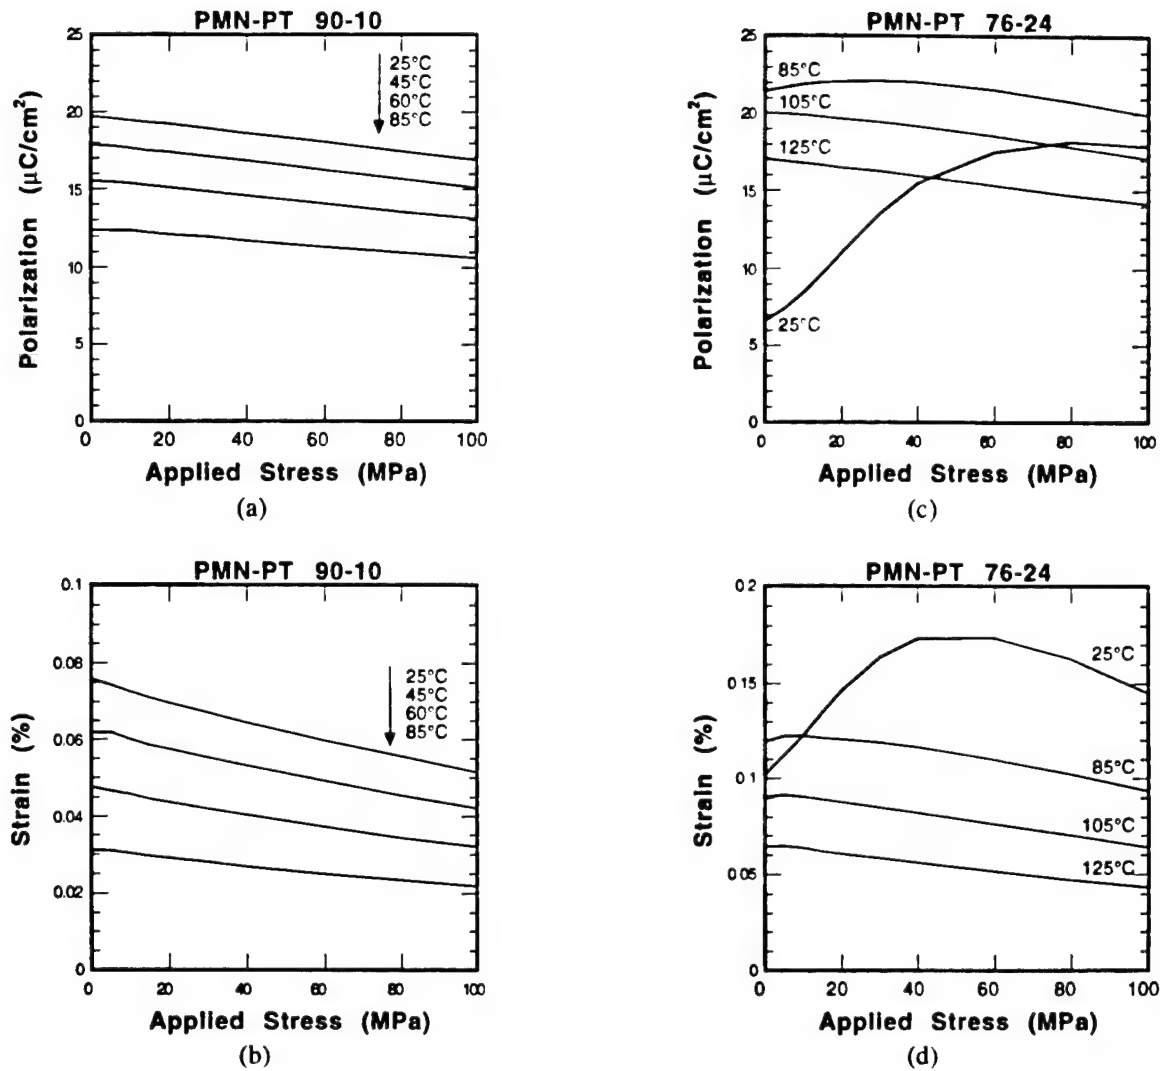 PMN-PT 90-10
25
20
15
10
5
0
Polarization (µC/cm²)
25°C
45°C
60°C
85°C
0 20 40 60 80 100
Applied Stress (MPa)
(a)
PMN-PT 76-24
25
20
15
10
5
0
Polarization (µC/cm²)
85°C
105°C
125°C
25°C
0 20 40 60 80 100
Applied Stress (MPa)
(c)
PMN-PT 90-10
0.1
0.08
0.06
0.04
0.02
0
Strain (%)
25°C
45°C
60°C
85°C
0 20 40 60 80 100
Applied Stress (MPa)
(b)
PMN-PT 76-24
0.2
0.15
0.1
0.05
0
Strain (%)
25°C
85°C
105°C
125°C
0 20 40 60 80 100
Applied Stress (MPa)
(d)